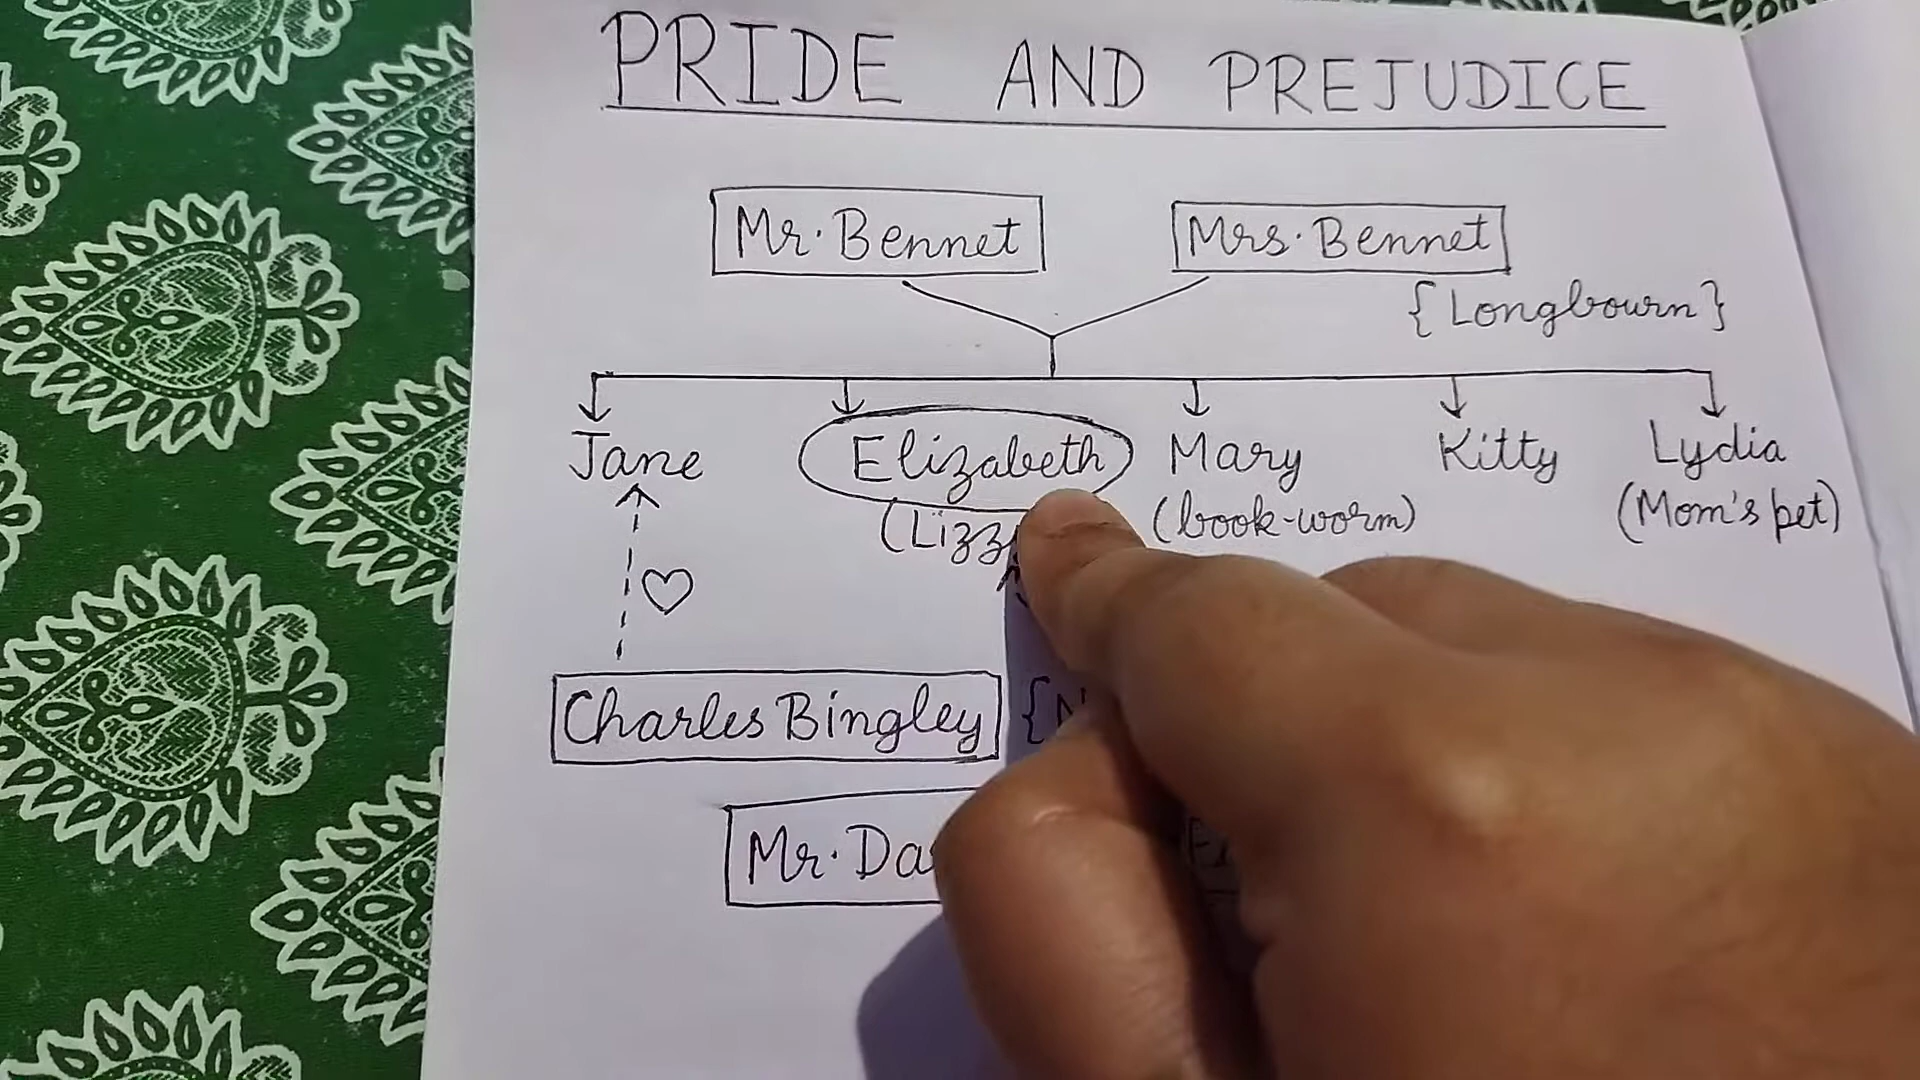 PRIDE AND PREJUDICE
Mr. Bennet Mrs. Bennet
{Longbourn}
Jane Elizabeth Mary Kitty Lydia
(book-worm) (Mom's pet)
Charles Bingley
Mr.